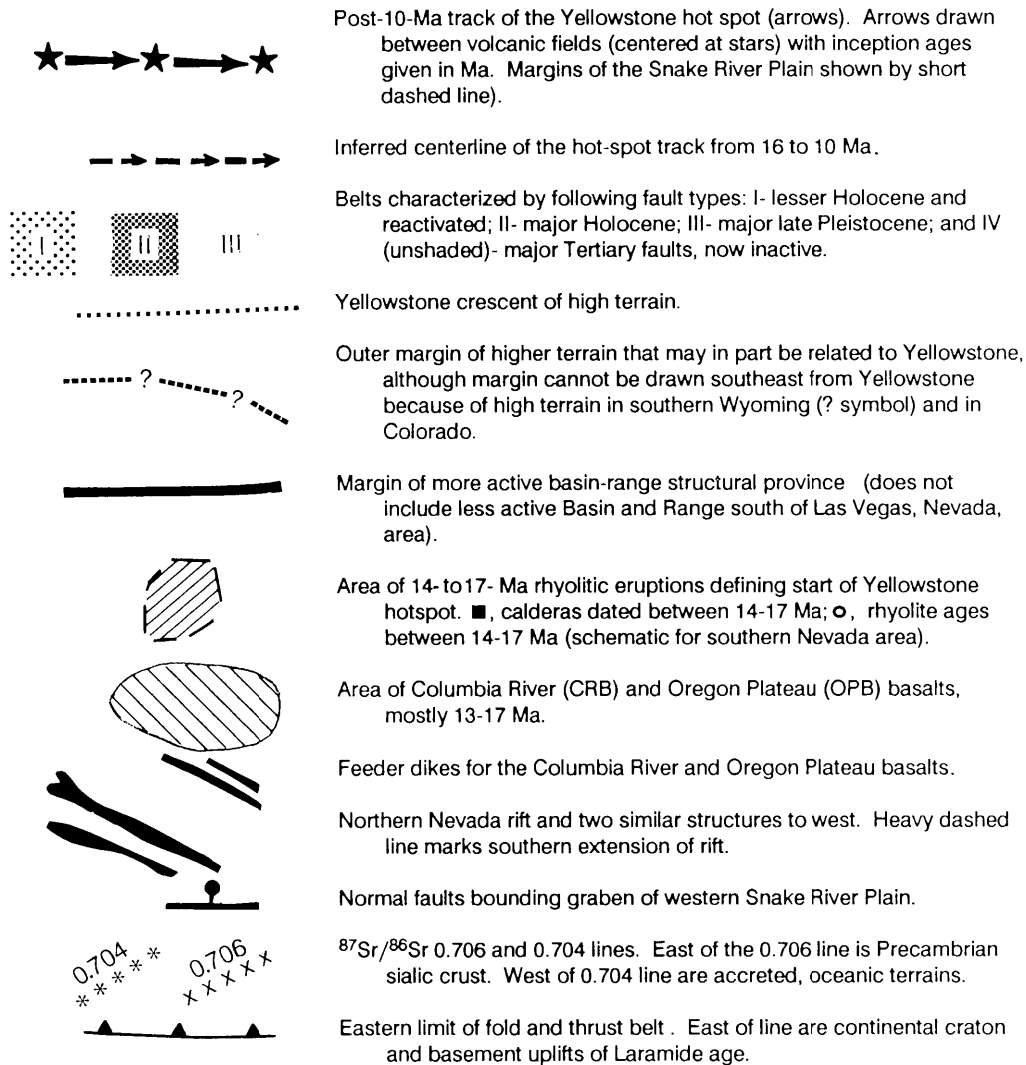 Post-10-Ma track of the Yellowstone hot spot (arrows). Arrows drawn
between volcanic fields (centered at stars) with inception ages
given in Ma. Margins of the Snake River Plain shown by short
dashed line).
Inferred centerline of the hot-spot track from 16 to 10 Ma.
Belts characterized by following fault types: I- lesser Holocene and
reactivated; II- major Holocene; III- major late Pleistocene; and IV
(unshaded)- major Tertiary faults, now inactive.
I II III
Yellowstone crescent of high terrain.
Outer margin of higher terrain that may in part be related to Yellowstone,
although margin cannot be drawn southeast from Yellowstone
because of high terrain in southern Wyoming (? symbol) and in
Colorado.
? ?
Margin of more active basin-range structural province (does not
include less active Basin and Range south of Las Vegas, Nevada,
area).
Area of 14- to17- Ma rhyolitic eruptions defining start of Yellowstone
hotspot. ■, calderas dated between 14-17 Ma; o, rhyolite ages
between 14-17 Ma (schematic for southern Nevada area).
Area of Columbia River (CRB) and Oregon Plateau (OPB) basalts,
mostly 13-17 Ma.
Feeder dikes for the Columbia River and Oregon Plateau basalts.
Northern Nevada rift and two similar structures to west. Heavy dashed
line marks southern extension of rift.
Normal faults bounding graben of western Snake River Plain.
0.704 0.706
* * * * * x x x x x
⁸⁷Sr/⁸⁶Sr 0.706 and 0.704 lines. East of the 0.706 line is Precambrian
sialic crust. West of 0.704 line are accreted, oceanic terrains.
Eastern limit of fold and thrust belt . East of line are continental craton
and basement uplifts of Laramide age.